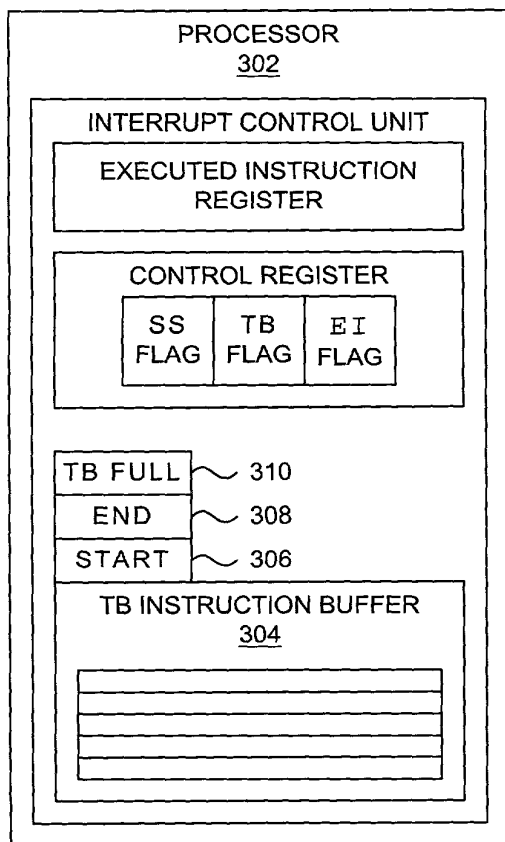 PROCESSOR
302
INTERRUPT CONTROL UNIT
EXECUTED INSTRUCTION
REGISTER
CONTROL REGISTER
SS FLAG
TB FLAG
EI FLAG
TB FULL 310
END 308
START 306
TB INSTRUCTION BUFFER
304